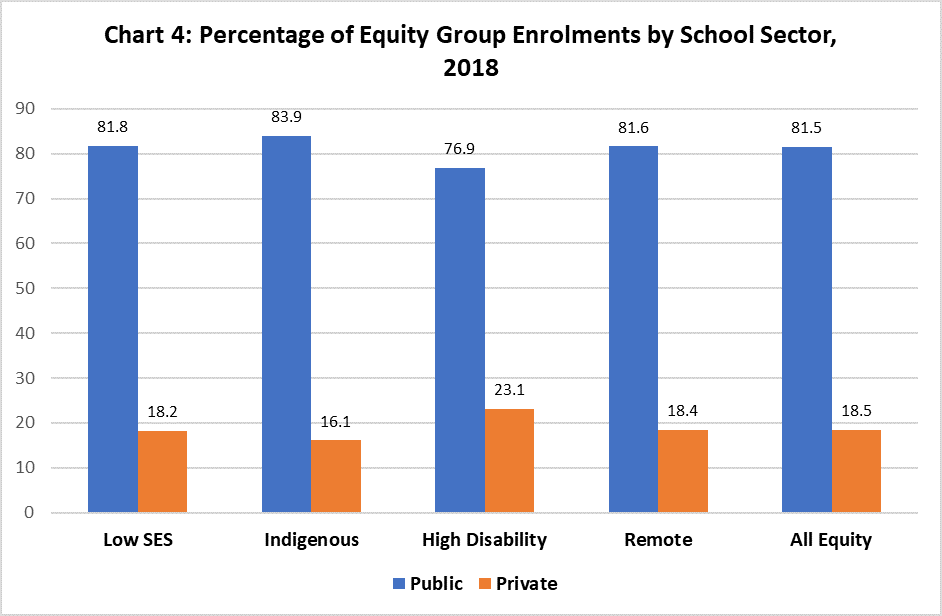 Chart 4: Percentage of Equity Group Enrolments by School Sector,
2018
90
80
70
60
50
40
30
20
10
0
81.8
18.2
83.9
16.1
76.9
23.1
81.6
18.4
81.5
18.5
Low SES
Indigenous
High Disability
Remote
All Equity
Public
Private